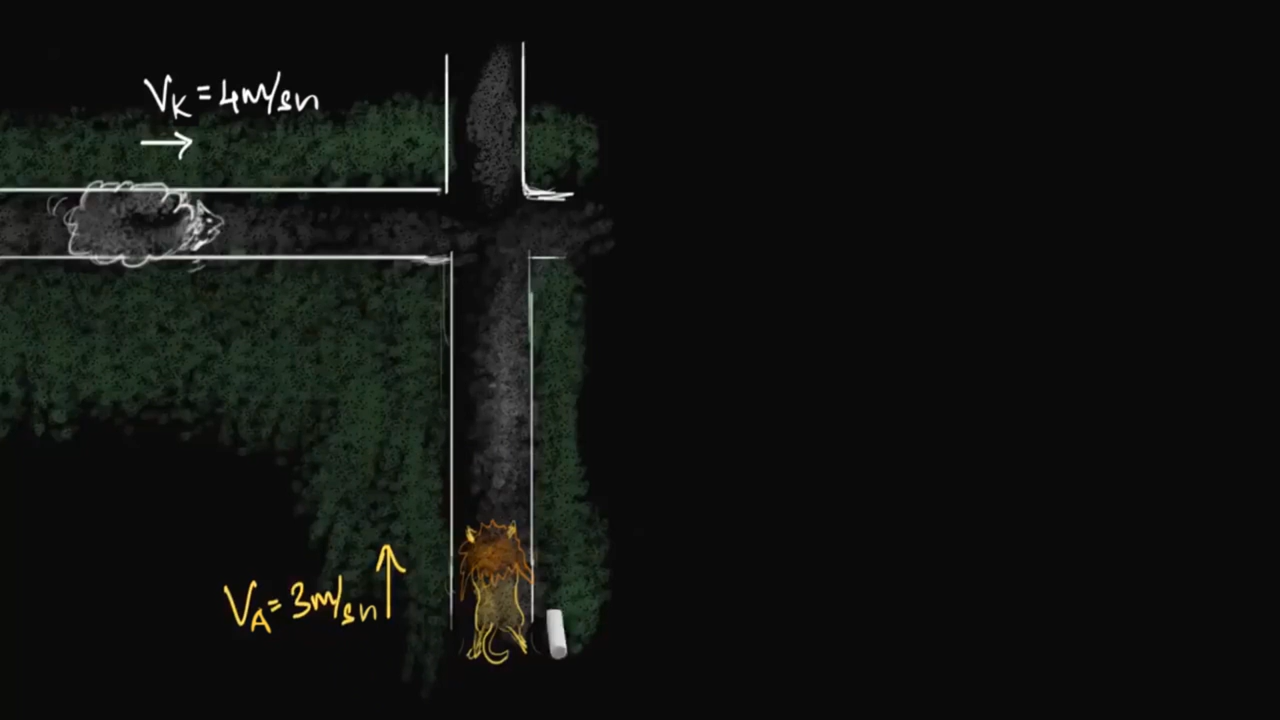 V_K = 4m/sn
V_A = 3m/sn